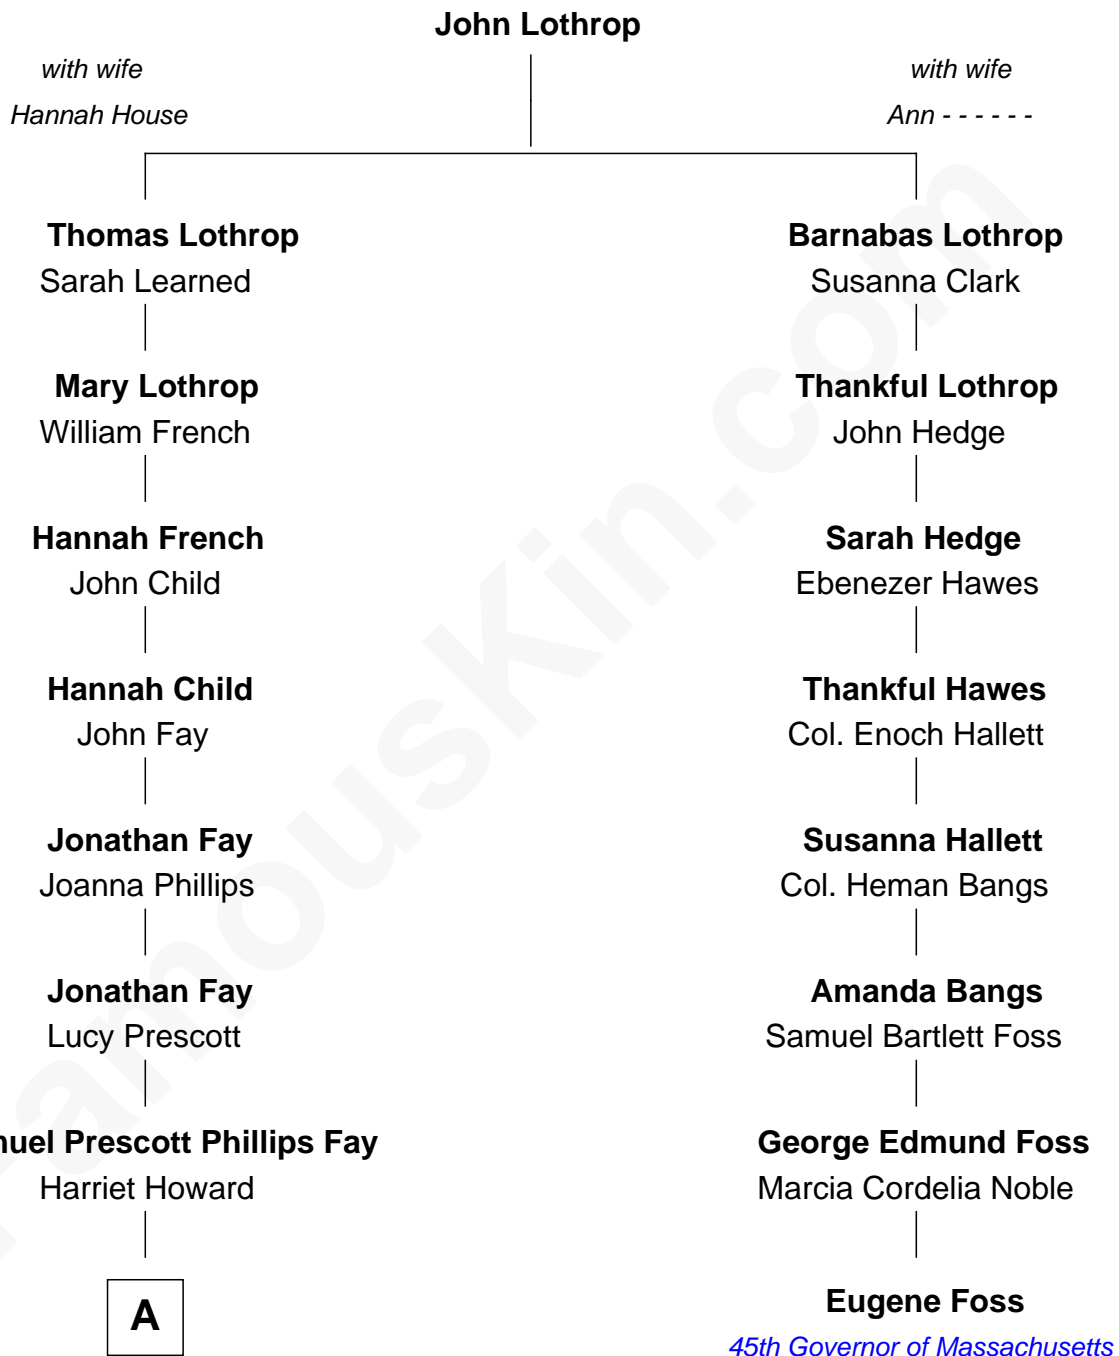 John Lothrop
with wife
Hannah House
with wife
Ann - - - - - -
Thomas Lothrop
Sarah Learned
Barnabas Lothrop
Susanna Clark
Mary Lothrop
William French
Thankful Lothrop
John Hedge
Hannah French
John Child
Sarah Hedge
Ebenezer Hawes
Hannah Child
John Fay
Thankful Hawes
Col. Enoch Hallett
Jonathan Fay
Joanna Phillips
Susanna Hallett
Col. Heman Bangs
Jonathan Fay
Lucy Prescott
Amanda Bangs
Samuel Bartlett Foss
nuel Prescott Phillips Fay
Harriet Howard
George Edmund Foss
Marcia Cordelia Noble
A
Eugene Foss
45th Governor of Massachusetts
FamousKin.com